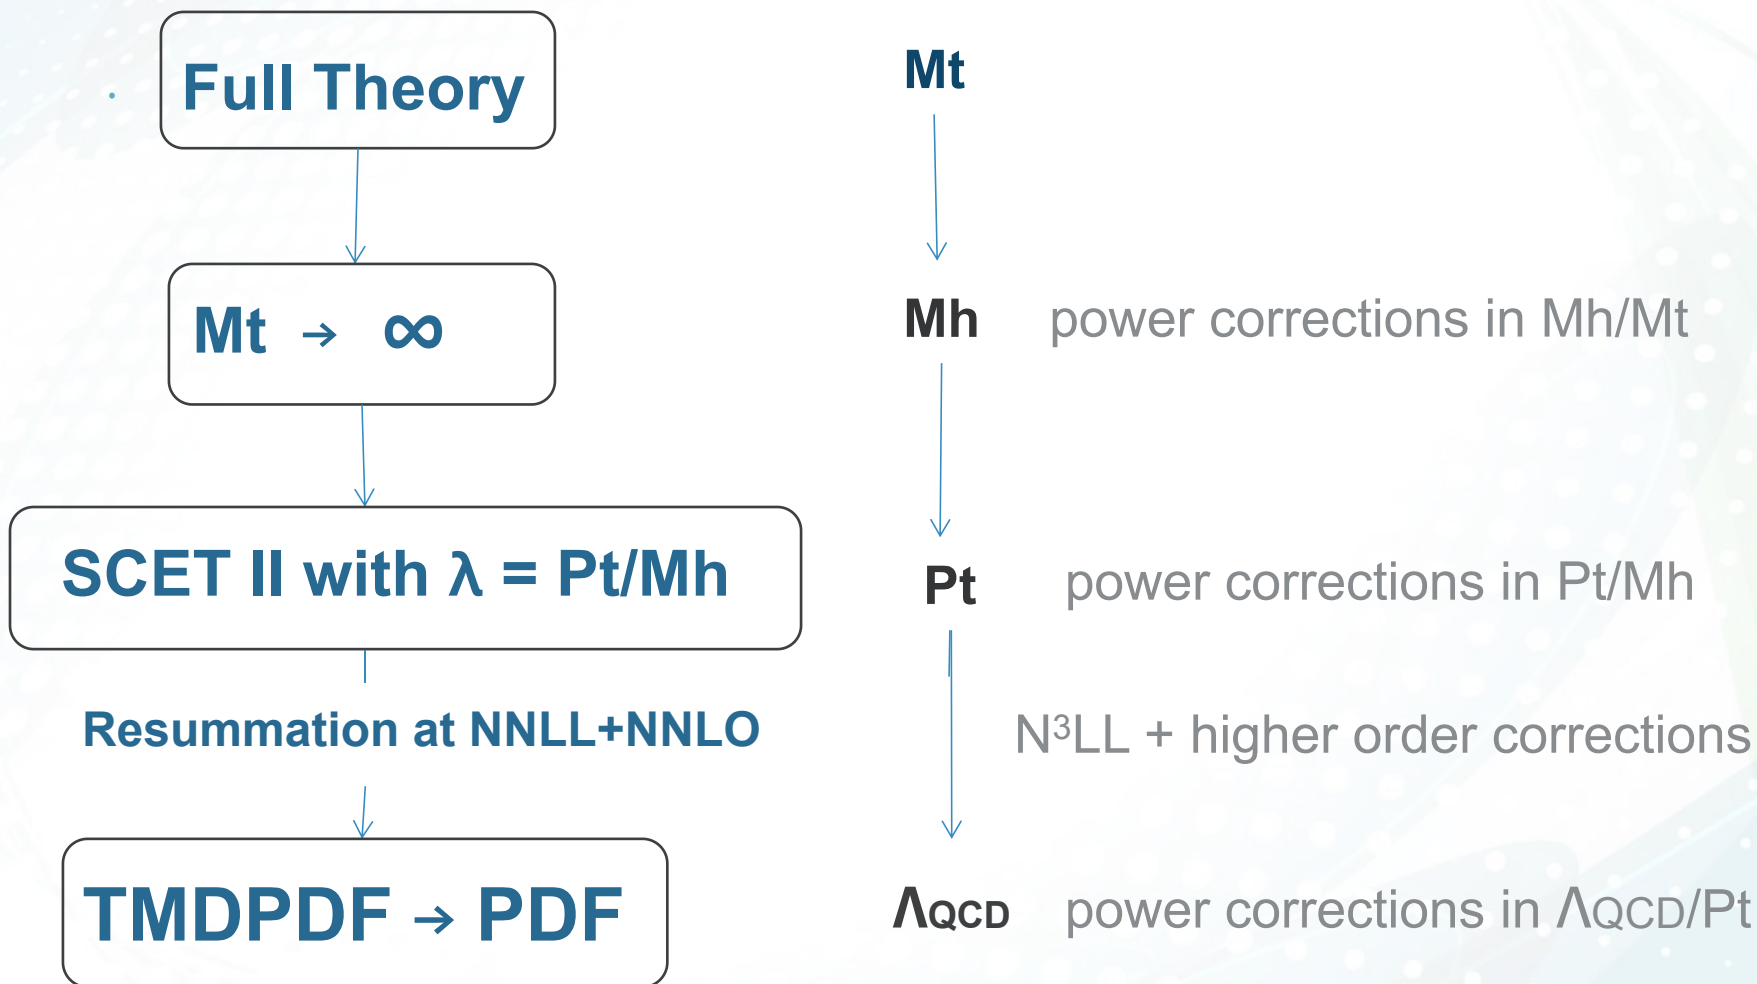 Full Theory
Mt
Mt → ∞
Mh power corrections in Mh/Mt
SCET II with λ = Pt/Mh
Pt power corrections in Pt/Mh
Resummation at NNLL+NNLO
N³LL + higher order corrections
TMDPDF → PDF
ΛQCD power corrections in ΛQCD/Pt